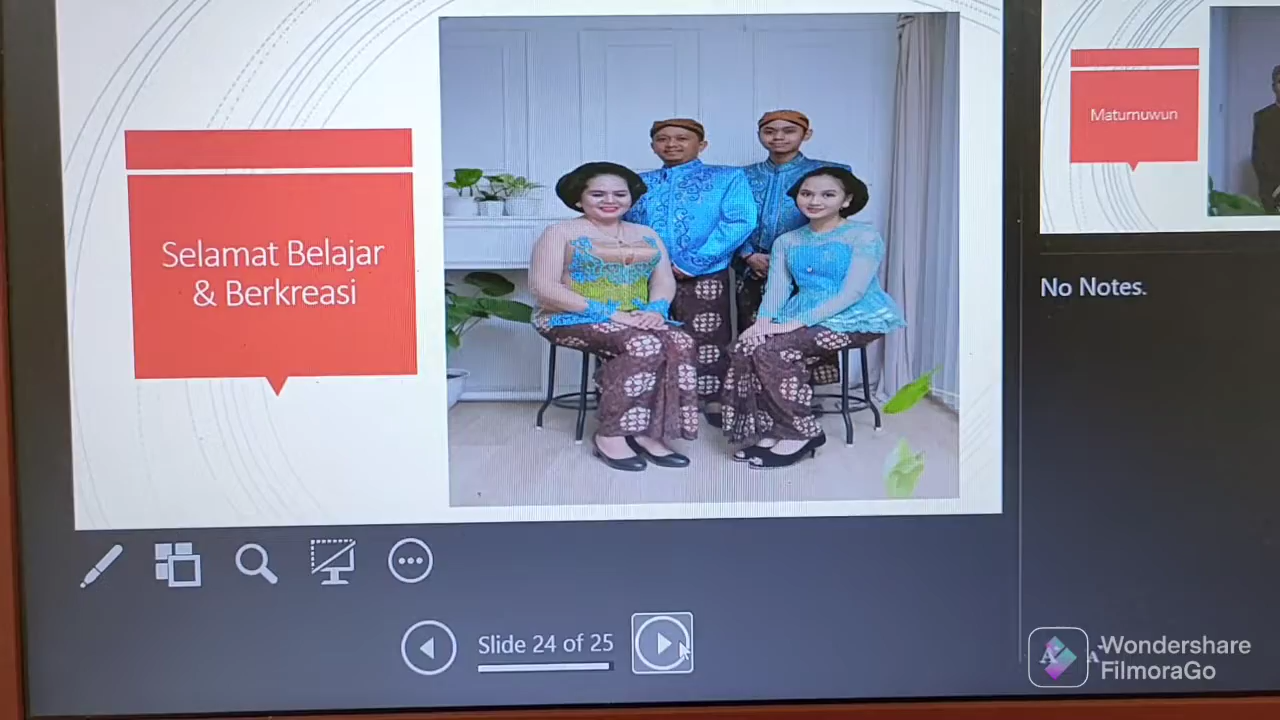 Selamat Belajar
& Berkreasi
Maturnuwun
No Notes.
Slide 24 of 25
Wondershare
FilmoraGo